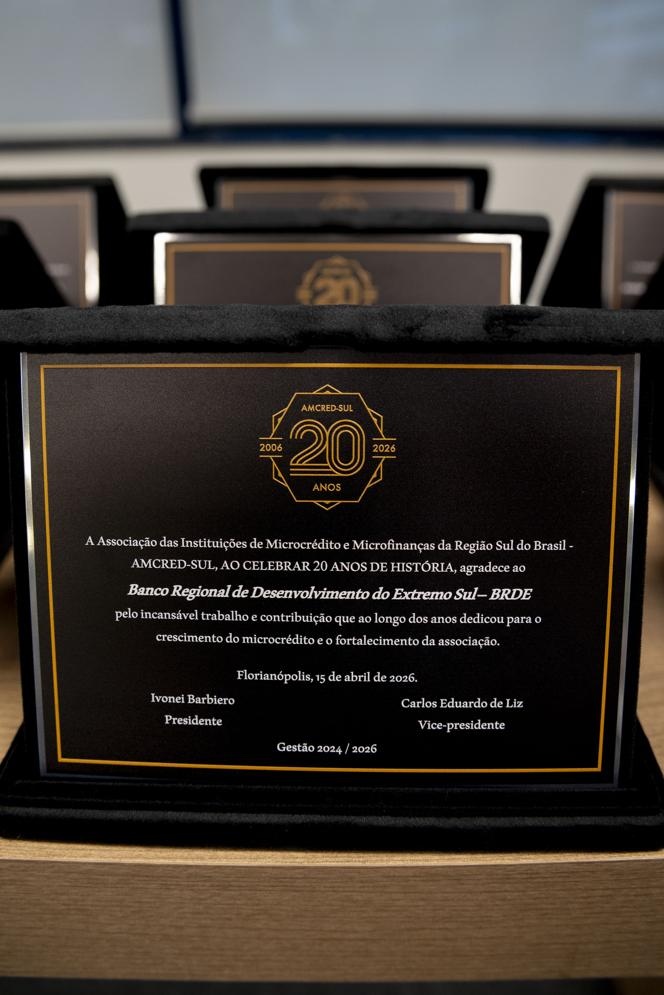 20
AMCRED-SUL
2006 20 2026
ANOS
A Associação das Instituições de Microcrédito e Microfinanças da Região Sul do Brasil -
AMCRED-SUL, AO CELEBRAR 20 ANOS DE HISTÓRIA, agradece ao
Banco Regional de Desenvolvimento do Extremo Sul– BRDE
pelo incansável trabalho e contribuição que ao longo dos anos dedicou para o
crescimento do microcrédito e o fortalecimento da associação.
Florianópolis, 15 de abril de 2026.
Ivonei Barbiero
Presidente
Carlos Eduardo de Liz
Vice-presidente
Gestão 2024 / 2026